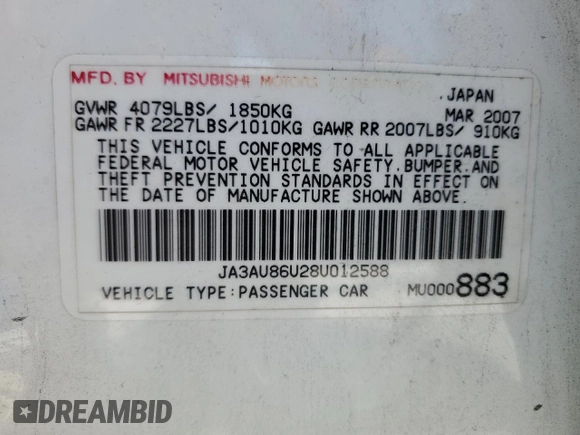 MFD. BY MITSUBISHI MOTORS
JAPAN
GVWR 4079LBS/ 1850KG MAR 2007
GAWR FR 2227LBS/1010KG GAWR RR 2007LBS/ 910KG
THIS VEHICLE CONFORMS TO ALL APPLICABLE
FEDERAL MOTOR VEHICLE SAFETY,BUMPER,AND
THEFT PREVENTION STANDARDS IN EFFECT ON
THE DATE OF MANUFACTURE SHOWN ABOVE.
JA3AU86U28U012588
VEHICLE TYPE:PASSENGER CAR MU000883
DREAMBID